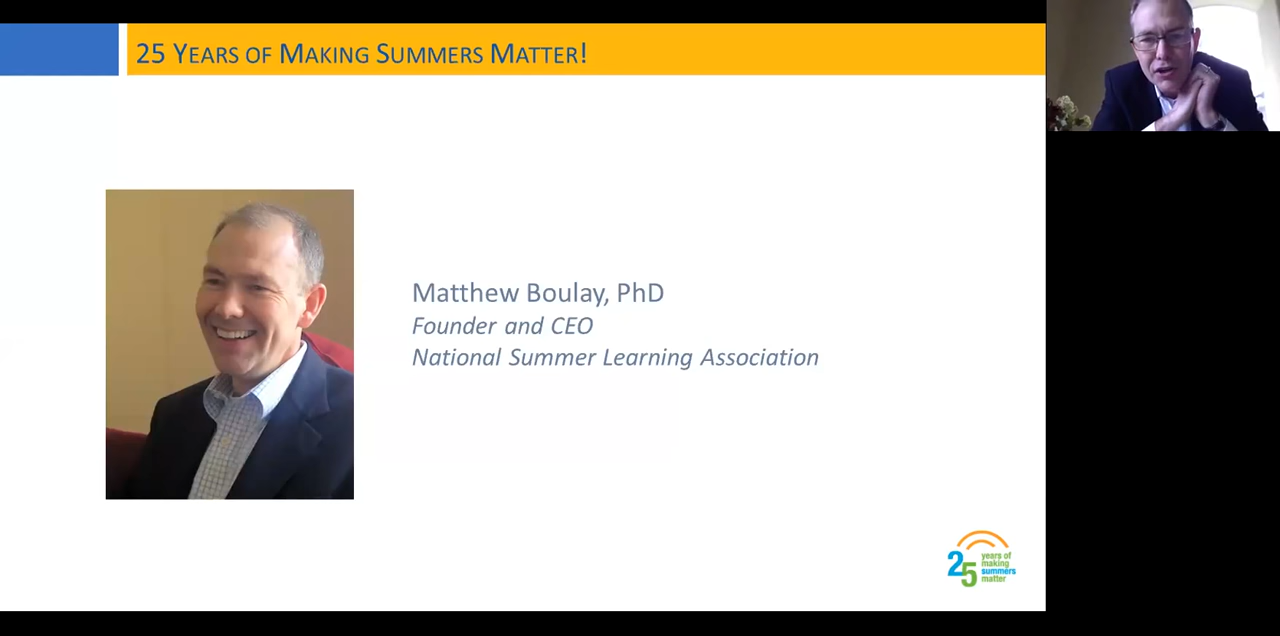 25 YEARS OF MAKING SUMMERS MATTER!
Matthew Boulay, PhD
Founder and CEO
National Summer Learning Association
25
years of
making
summers
matter